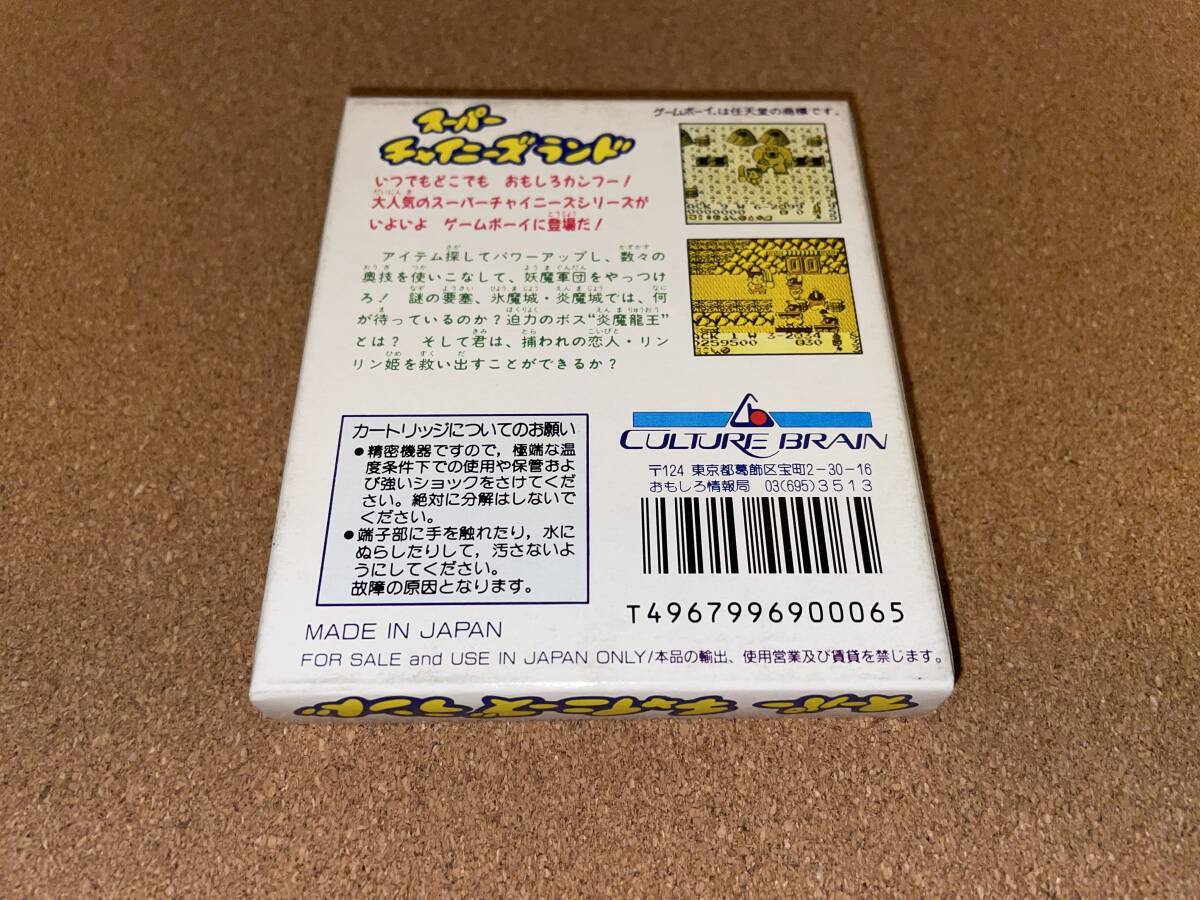 スーパー
チャイニーズランド
ゲームボーイは任天堂の商標です。
いつでもどこでも おもしろカンフー!
大人気のスーパーチャイニーズシリーズが
いよいよ ゲームボーイに登場だ!
アイテム探してパワーアップし、数々の
奥技を使いこなして、妖魔軍団をやっつけ
ろ! 謎の要塞、氷魔城・炎魔城では、何
が待っているのか?迫力のボス“炎魔龍王”
とは? そして君は、捕われの恋人・リン
リン姫を救い出すことができるか?
259500 830
カートリッジについてのお願い
●精密機器ですので,極端な温
度条件下での使用や保管およ
び強いショックをさけてくだ
さい。絶対に分解はしないで
ください。
●端子部に手を触れたり,水に
ぬらしたりして,汚さないよ
うにしてください。
故障の原因となります。
CULTURE BRAIN
〒124 東京都葛飾区宝町2-30-16
おもしろ情報局 03(695)3513
T4967996900065
MADE IN JAPAN
FOR SALE and USE IN JAPAN ONLY/本品の輸出、使用営業及び賃貸を禁じます。
スーパー チャイニーズランド